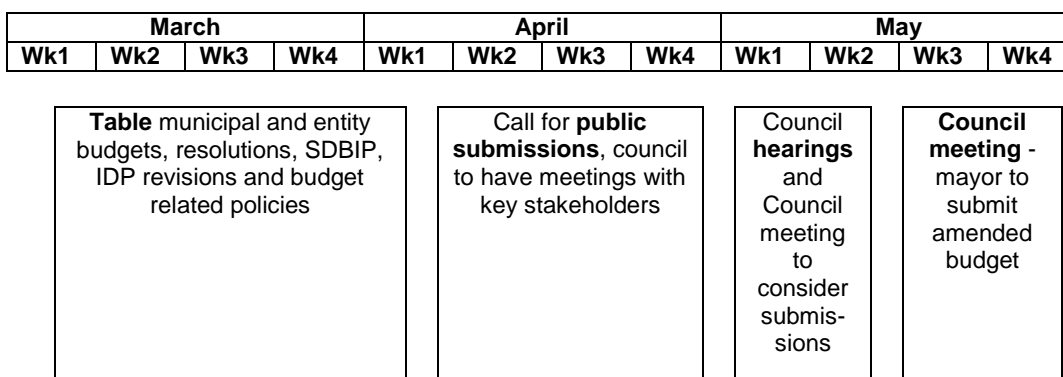 March April May
Wk1 Wk2 Wk3 Wk4 Wk1 Wk2 Wk3 Wk4 Wk1 Wk2 Wk3 Wk4
Table municipal and entity
budgets, resolutions, SDBIP,
IDP revisions and budget
related policies
Call for public
submissions, council
to have meetings with
key stakeholders
Council
hearings
and
Council
meeting
to
consider
submis-
sions
Council
meeting -
mayor to
submit
amended
budget